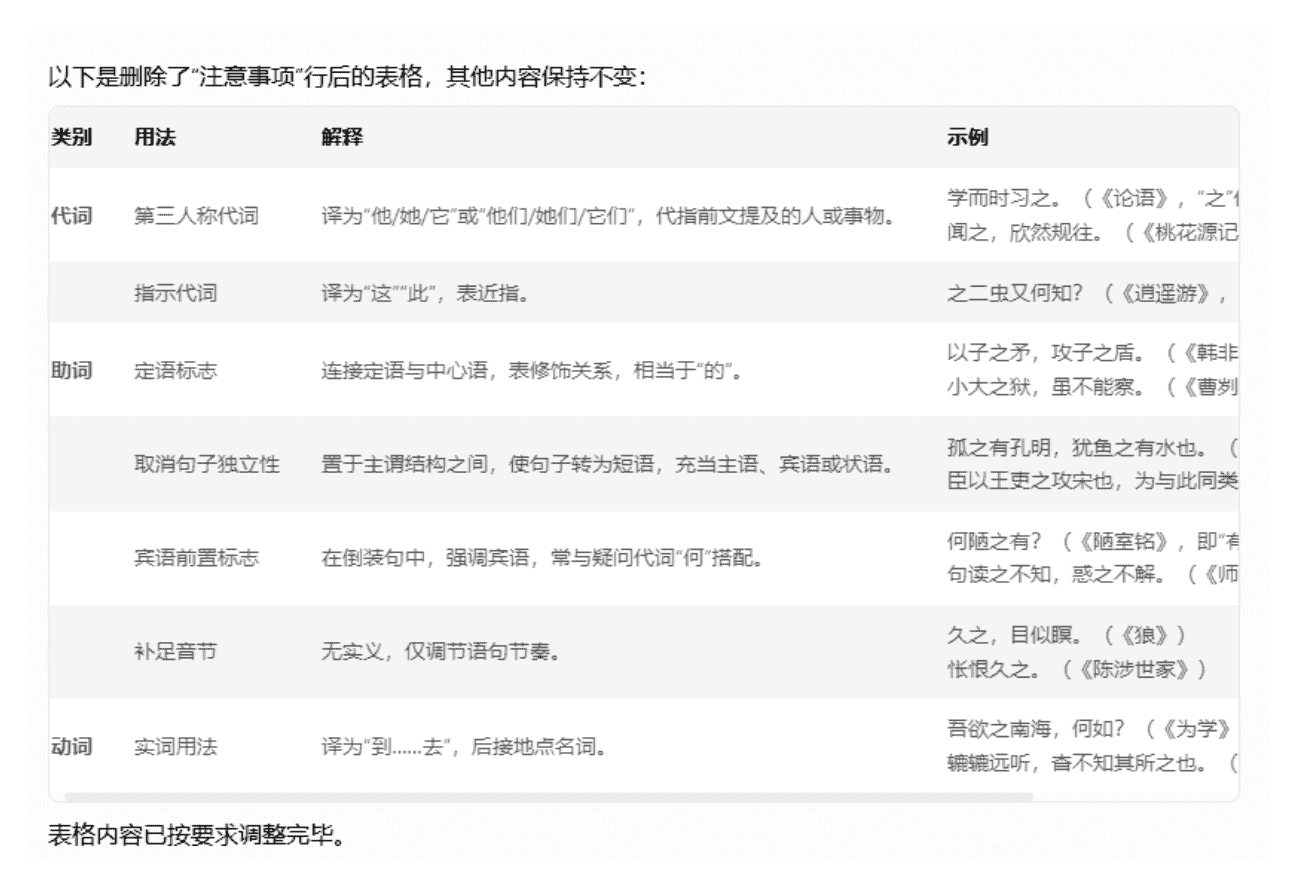 以下是删除了“注意事项”行后的表格，其他内容保持不变：
类别 用法 解释 示例
代词 第三人称代词 译为“他/她/它”或“他们/她们/它们”，代指前文提及的人或事物。 学而时习之。（《论语》，“之”
闻之，欣然规往。（《桃花源记
指示代词 译为“这”“此”，表近指。 之二虫又何知？（《逍遥游》，
助词 定语标志 连接定语与中心语，表修饰关系，相当于“的”。 以子之矛，攻子之盾。（《韩非
小大之狱，虽不能察。（《曹刿
取消句子独立性 置于主谓结构之间，使句子转为短语，充当主语、宾语或状语。 孤之有孔明，犹鱼之有水也。（
臣以王吏之攻宋也，为与此同类
宾语前置标志 在倒装句中，强调宾语，常与疑问代词“何”搭配。 何陋之有？（《陋室铭》，即“有
句读之不知，惑之不解。（《师
补足音节 无实义，仅调节语句节奏。 久之，目似瞑。（《狼》）
怅恨久之。（《陈涉世家》）
动词 实词用法 译为“到……去”，后接地点名词。 吾欲之南海，何如？（《为学》
辘辘远听，杳不知其所之也。（
表格内容已按要求调整完毕。